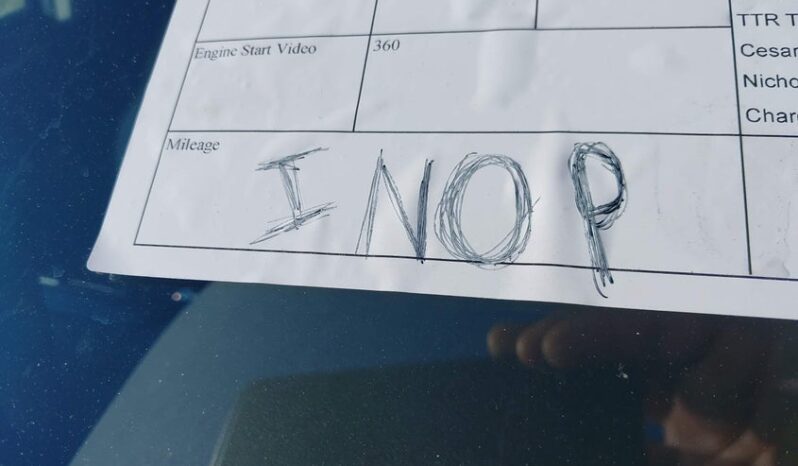 TTR T
Engine Start Video 360
Cesar
Nicho
Char
Mileage
INOP